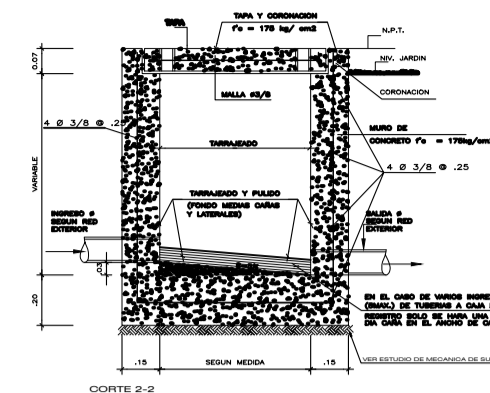 TAPA Y CORONACION
f'c = 175 kg/ cm2
TAPA
N.P.T.
NIV. JARDIN
0.07
CORONACION
MALLA ø3/8
4 Ø 3/8 @ .25
MURO DE
CONCRETO f'c = 175kg/cm2
TARRAJEADO
4 Ø 3/8 @ .25
VARIABLE
TARRAJEADO Y PULIDO
(FONDO MEDIAS CAÑAS
Y LATERALES)
INGRESO ø
SEGUN RED
EXTERIOR
SALIDA ø
SEGUN RED
EXTERIOR
.03
EN EL CASO DE VARIOS INGRE
(5MAX.) DE TUBERIAS A CAJA
REGISTRO SOLO SE HARA UNA
DIA CAÑA EN EL ANCHO DE CA
.20
VER ESTUDIO DE MECANICA DE SU
.15
SEGUN MEDIDA
.15
CORTE 2-2